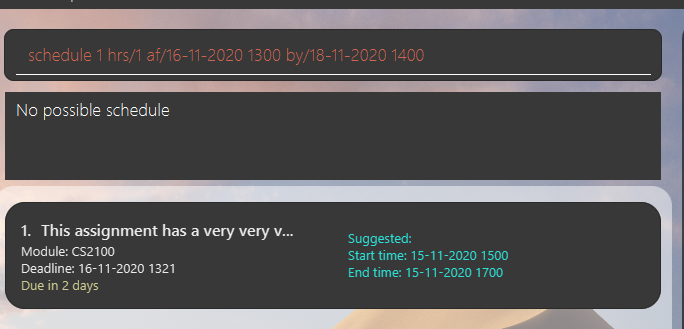 schedule 1 hrs/1 af/16-11-2020 1300 by/18-11-2020 1400
No possible schedule
1. This assignment has a very very v...
Module: CS2100
Deadline: 16-11-2020 1321
Due in 2 days
Suggested:
Start time: 15-11-2020 1500
End time: 15-11-2020 1700